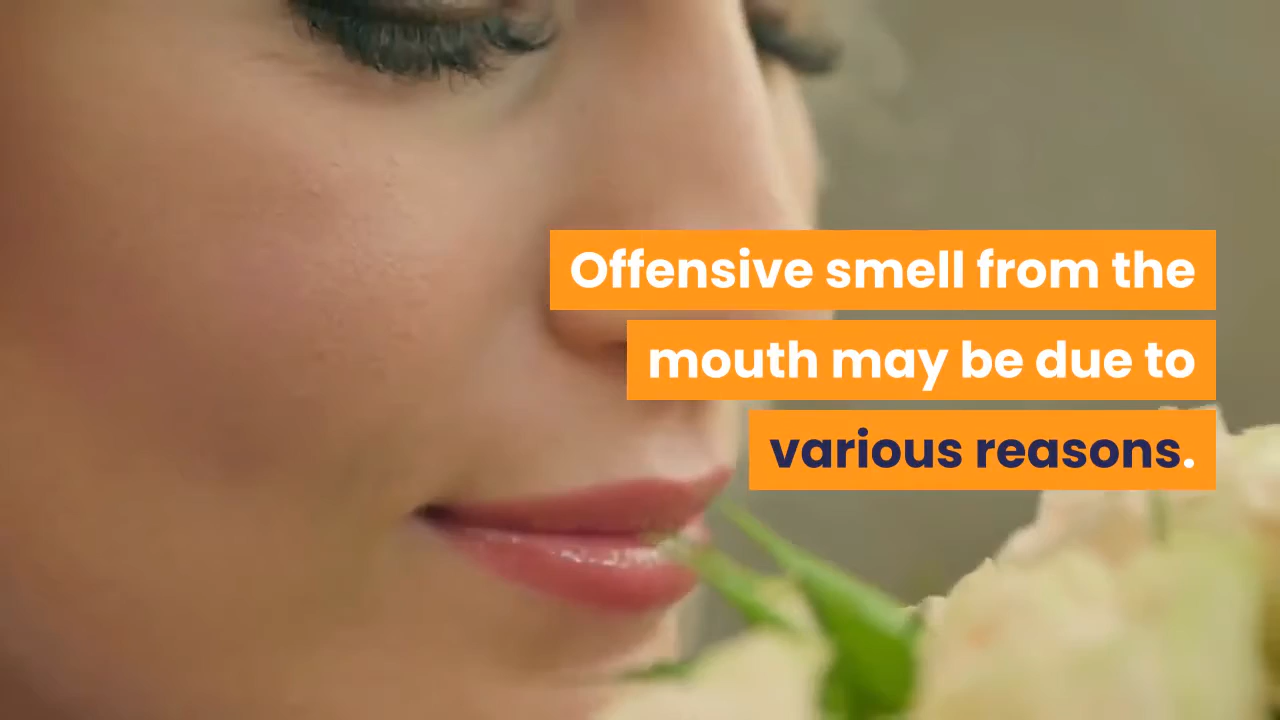 Offensive smell from the
mouth may be due to
various reasons.